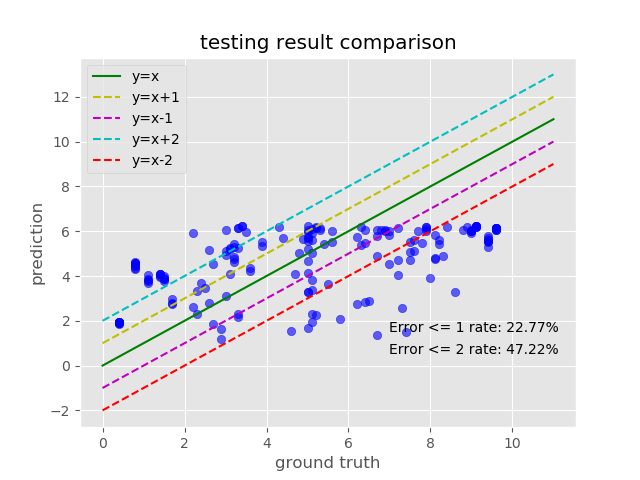 testing result comparison
y=x
y=x+1
y=x-1
y=x+2
y=x-2
12
10
8
6
4
2
0
−2
prediction
Error <= 1 rate: 22.77%
Error <= 2 rate: 47.22%
0 2 4 6 8 10
ground truth